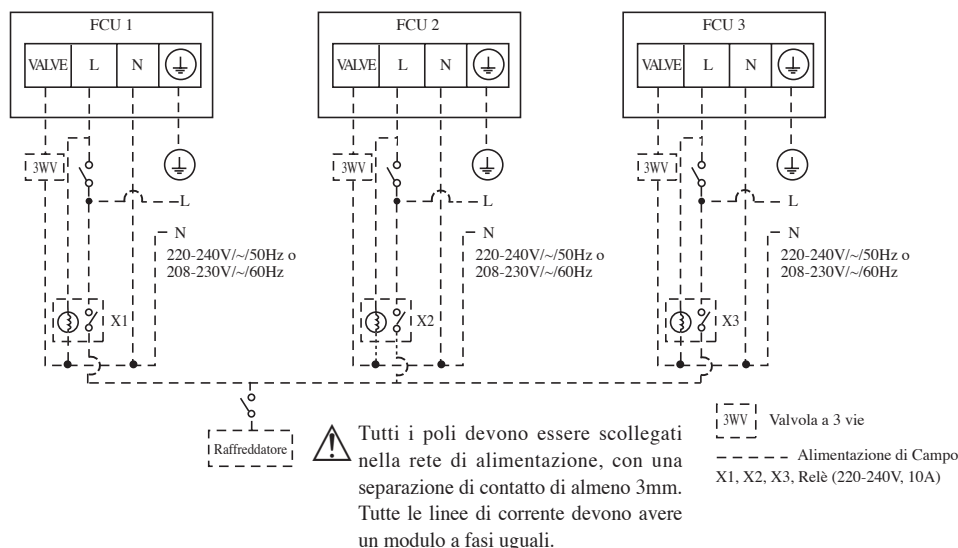 FCU 1
FCU 2
FCU 3
VALVE L N
VALVE L N
VALVE L N
3WV
3WV
3WV
L
L
L
N
220-240V/~/50Hz o
208-230V/~/60Hz
N
220-240V/~/50Hz o
208-230V/~/60Hz
N
220-240V/~/50Hz o
208-230V/~/60Hz
X1
X2
X3
Raffreddatore
Tutti i poli devono essere scollegati
nella rete di alimentazione, con una
separazione di contatto di almeno 3mm.
Tutte le linee di corrente devono avere
un modulo a fasi uguali.
3WV Valvola a 3 vie
Alimentazione di Campo
X1, X2, X3, Relè (220-240V, 10A)